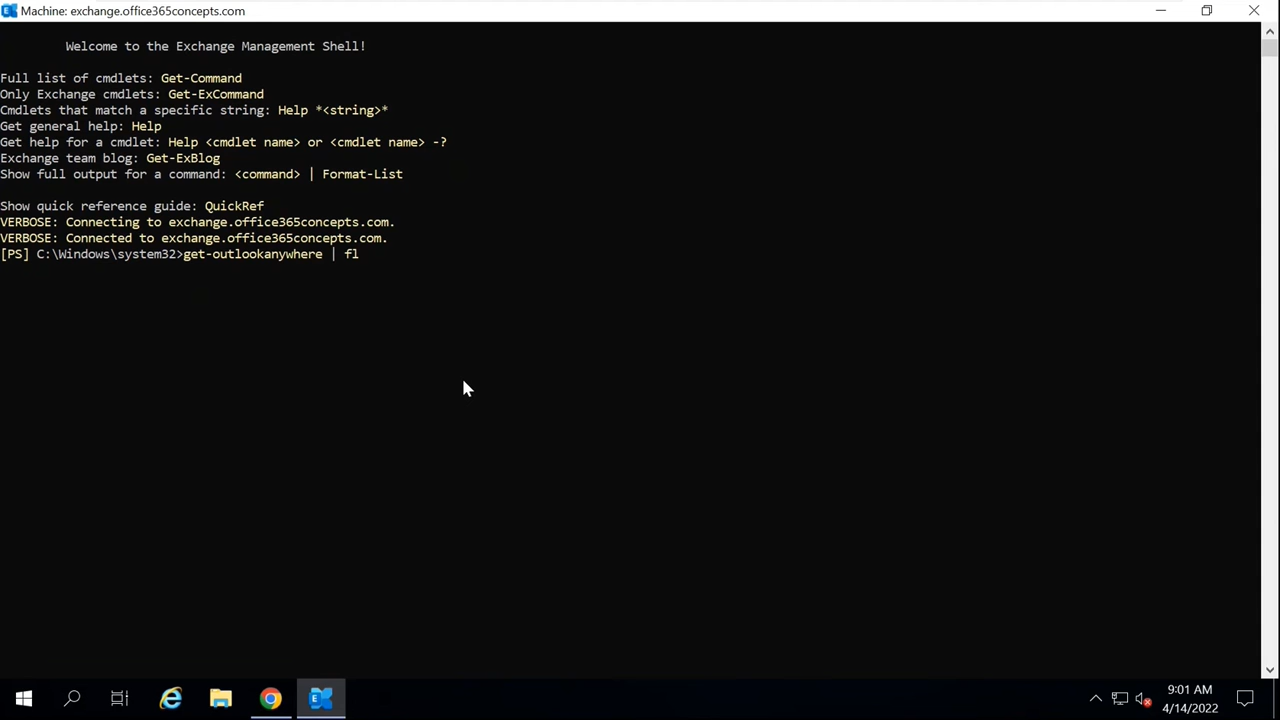 Machine: exchange.office365concepts.com
Welcome to the Exchange Management Shell!
Full list of cmdlets: Get-Command
Only Exchange cmdlets: Get-ExCommand
Cmdlets that match a specific string: Help *<string>*
Get general help: Help
Get help for a cmdlet: Help <cmdlet name> or <cmdlet name> -?
Exchange team blog: Get-ExBlog
Show full output for a command: <command> | Format-List
Show quick reference guide: QuickRef
VERBOSE: Connecting to exchange.office365concepts.com.
VERBOSE: Connected to exchange.office365concepts.com.
[PS] C:\Windows\system32>get-outlookanywhere | fl
9:01 AM
4/14/2022